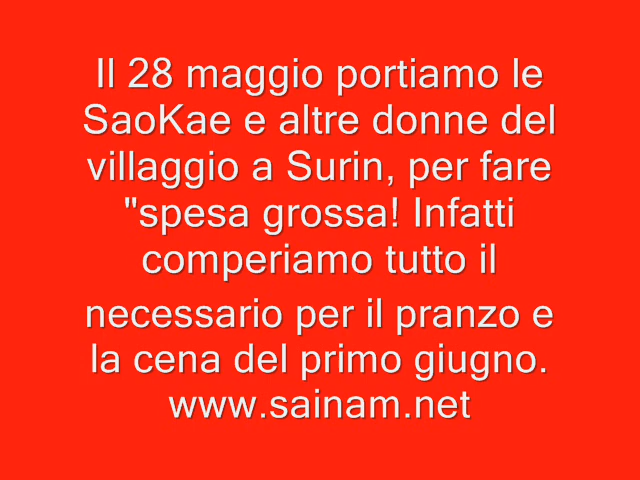 Il 28 maggio portiamo le
SaoKae e altre donne del
villaggio a Surin, per fare
"spesa grossa! Infatti
comperiamo tutto il
necessario per il pranzo e
la cena del primo giugno.
www.sainam.net